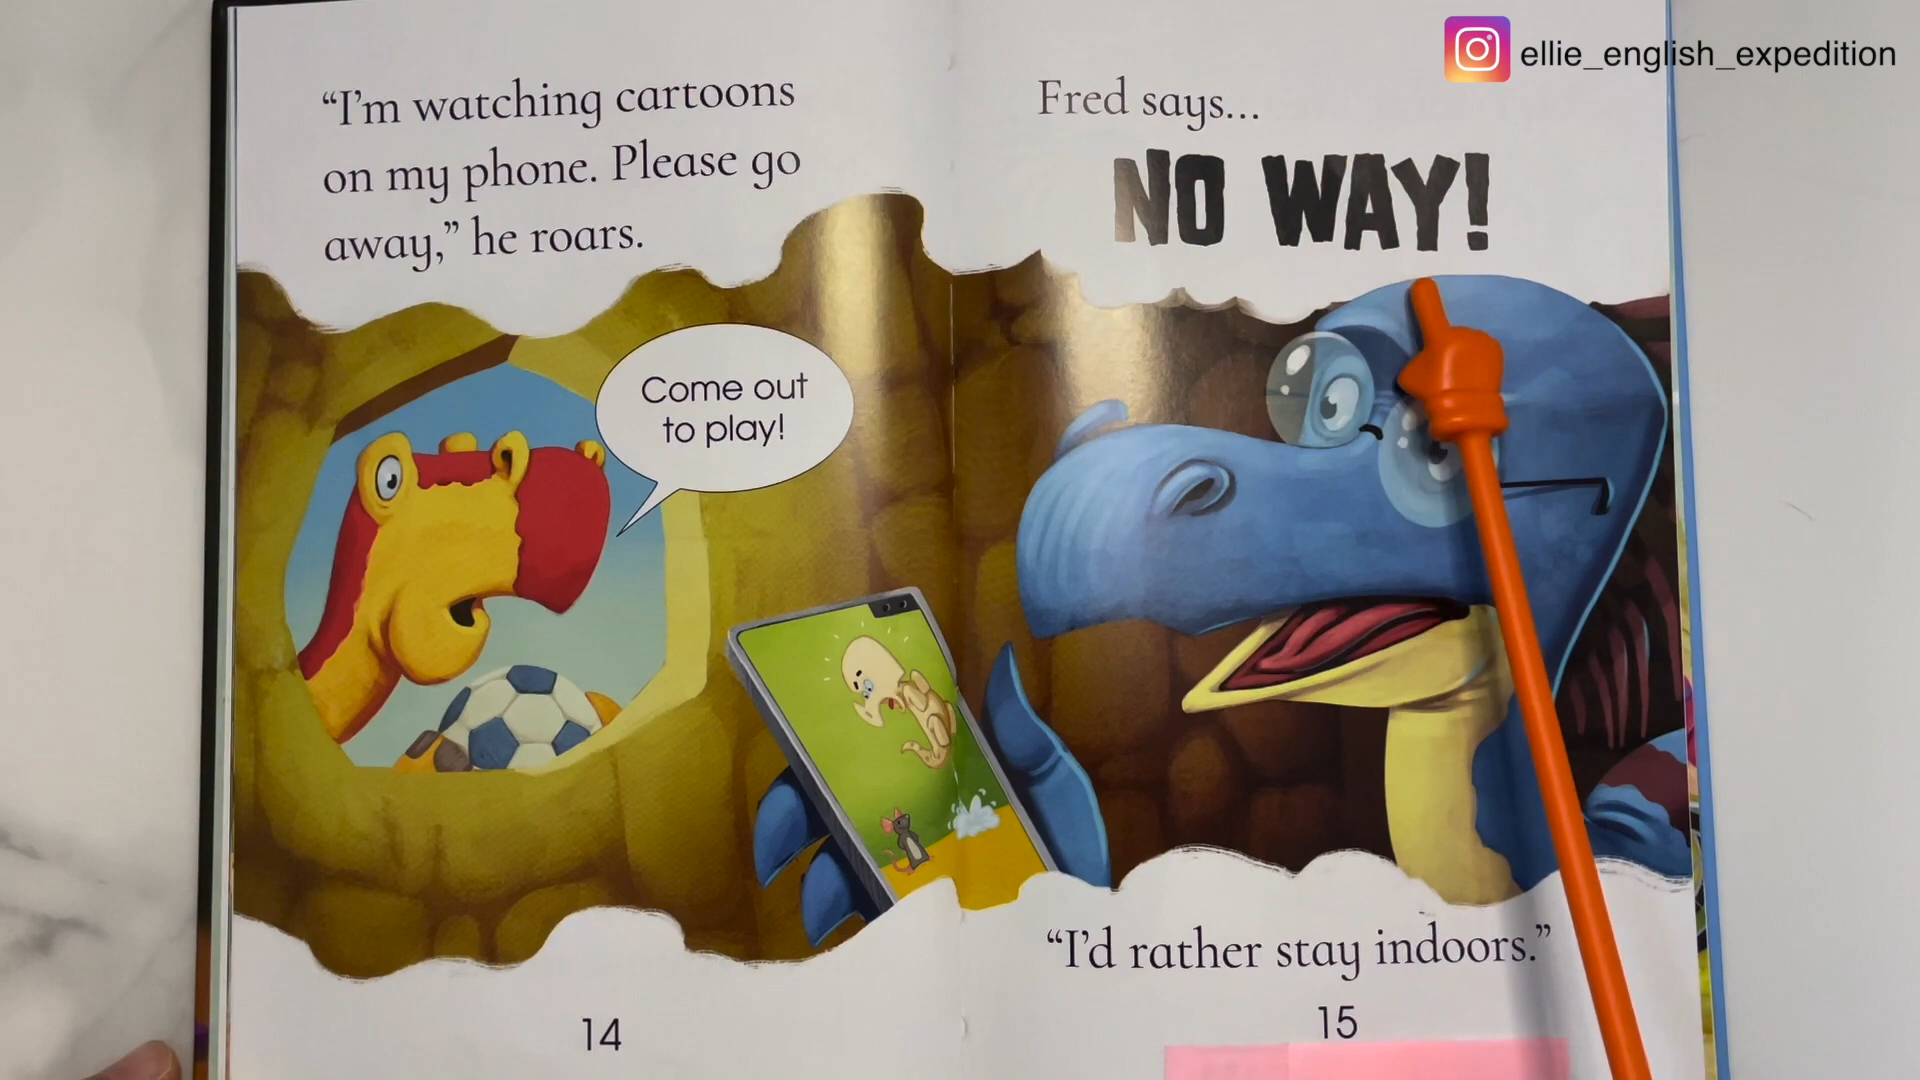 ellie_english_expedition
“I’m watching cartoons
on my phone. Please go
away,” he roars.
Come out
to play!
14
Fred says...
NO WAY!
“I’d rather stay indoors.”
15